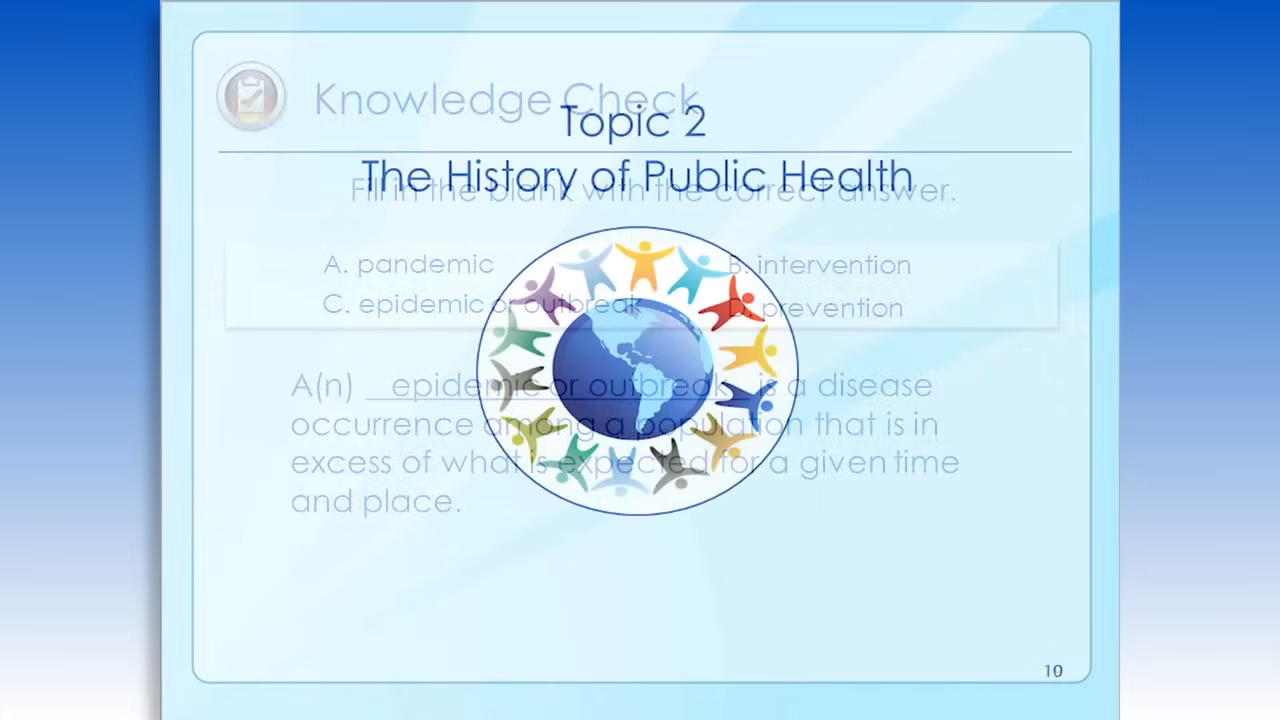 Knowledge Check
Topic 2
The History of Public Health
Fill in the blank with the correct answer.
A. pandemic
B. intervention
C. epidemic or outbreak
D. prevention
A(n) __epidemic or outbreak__ is a disease
occurrence among a population that is in
excess of what is expected for a given time
and place.
10